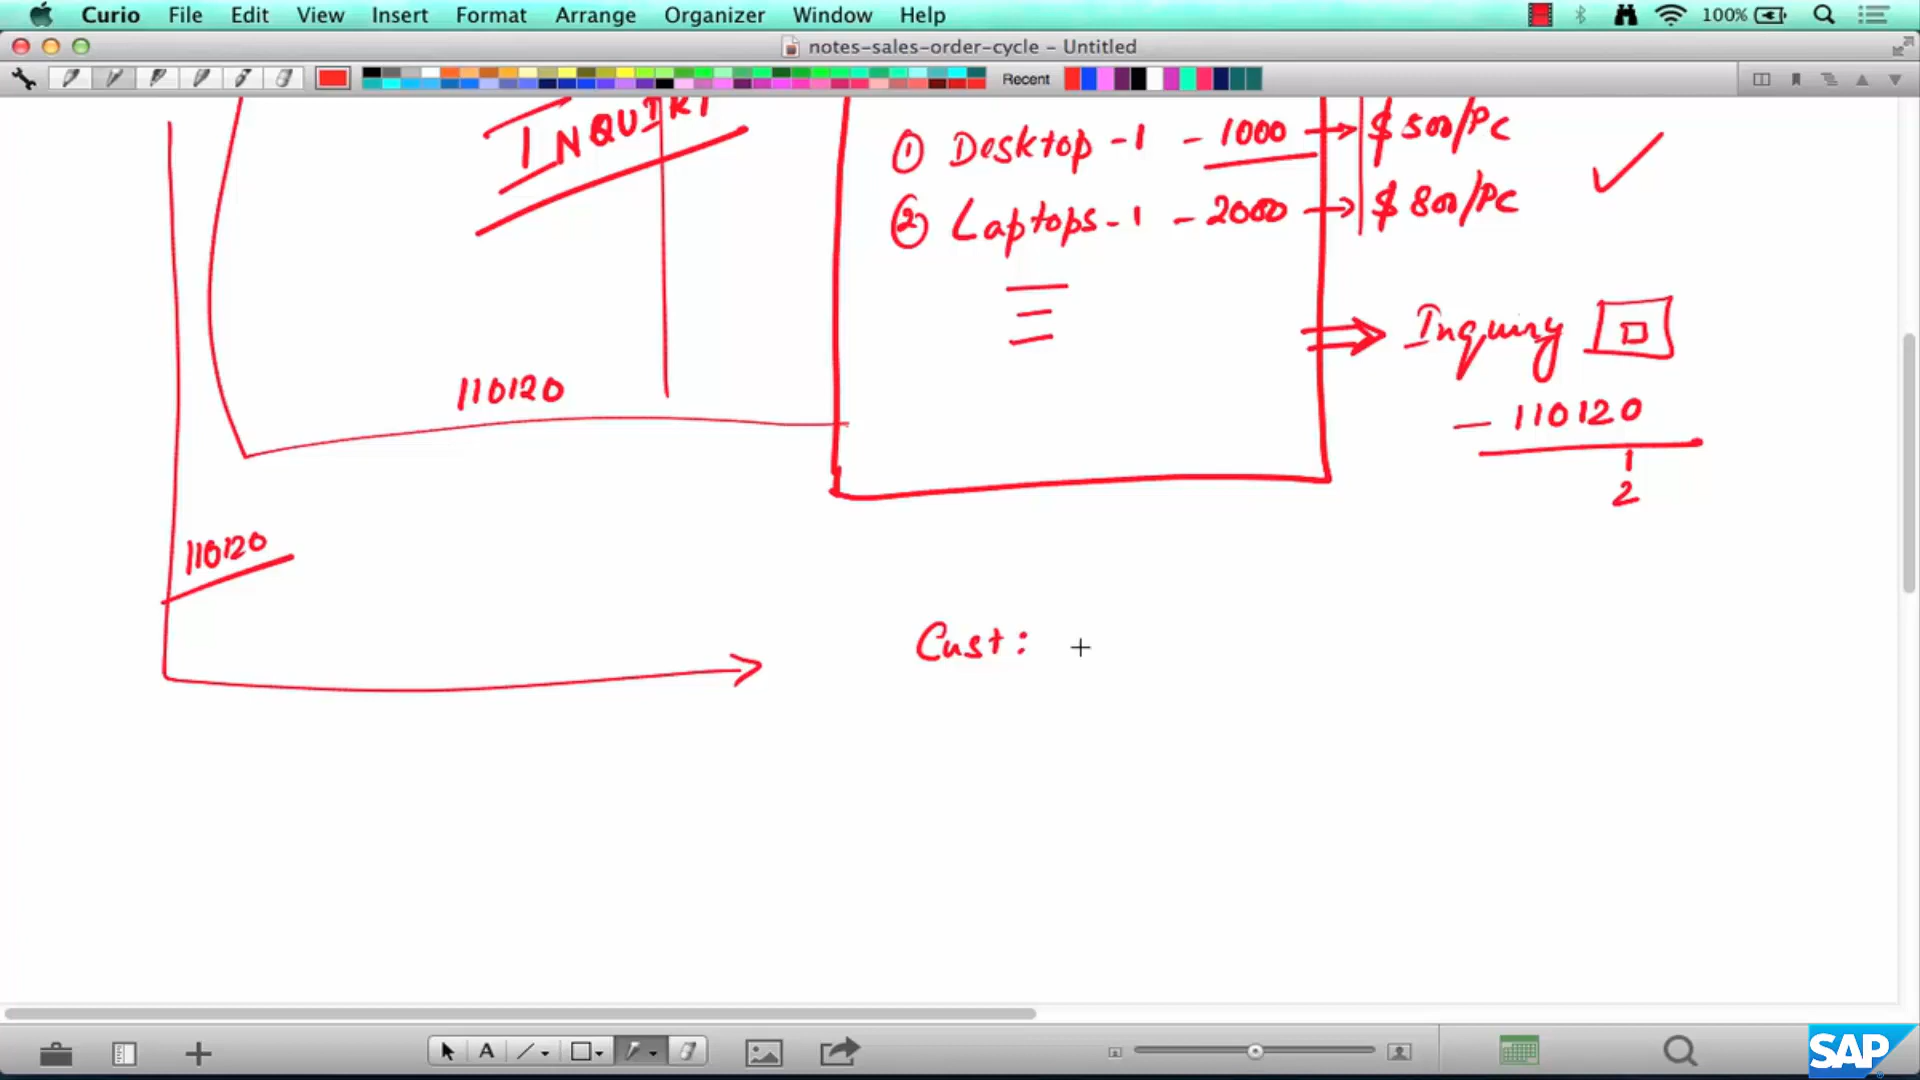 Curio File Edit View Insert Format Arrange Organizer Window Help 100%
notes-sales-order-cycle – Untitled
Recent
INQUIRY
① Desktop-1 - 1000 → $500/PC
② Laptops-1 - 2000 → $800/PC
⇒ Inquiry
110120
- 110120
1
2
110120
Cust:
A
SAP